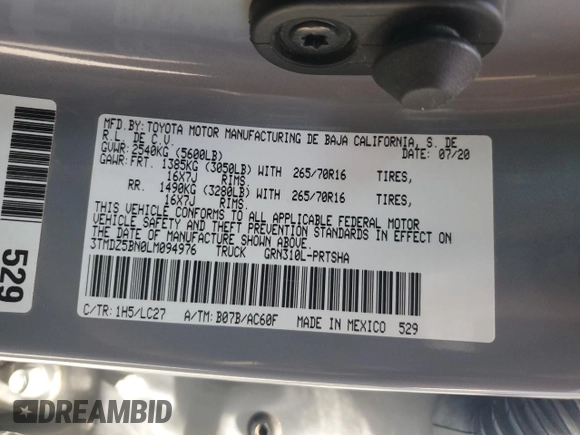 MFD.BY:TOYOTA MOTOR MANUFACTURING DE BAJA CALIFORNIA, S. DE
R.L. DE C.V. DATE: 07/20
GVWR:2540KG (5600LB)
GAWR:FRT. 1385KG (3050LB) WITH 265/70R16 TIRES,
16X7J RIMS.
RR. 1490KG (3280LB) WITH 265/70R16 TIRES,
16X7J RIMS.
THIS VEHICLE CONFORMS TO ALL APPLICABLE FEDERAL MOTOR
VEHICLE SAFETY AND THEFT PREVENTION STANDARDS IN EFFECT ON
THE DATE OF MANUFACTURE SHOWN ABOVE.
3TMDZ5BN0LM094976 TRUCK GRN310L-PRTSHA
C/TR: 1H5/LC27 A/TM: B07B/AC60F MADE IN MEXICO 529
529
DREAMBID